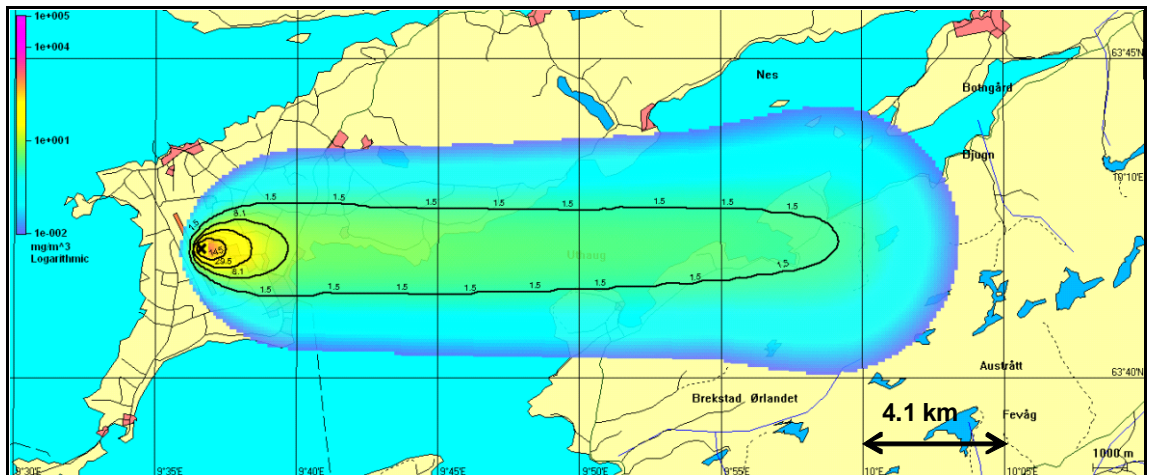 1e+005
1e+004
1e+001
1e-002
mg/m^3
Logarithmic
Nes
63°45'N
Botngård
Djugn
10°10'E
1.5 1.5 1.5 1.5 1.5 1.5 1.5
7.5
8.1
145
29.5
8.1
Uthaug
1.5
1.5 1.5 1.5 1.5 1.5 1.5 1.5
Austrått
63°40'N
Brekstad Ørlandet
4.1 km
Fevåg
1000 m
9°30'E 9°35'E 9°40'E 9°45'E 9°50'E 9°55'E 10°E 10°05'E